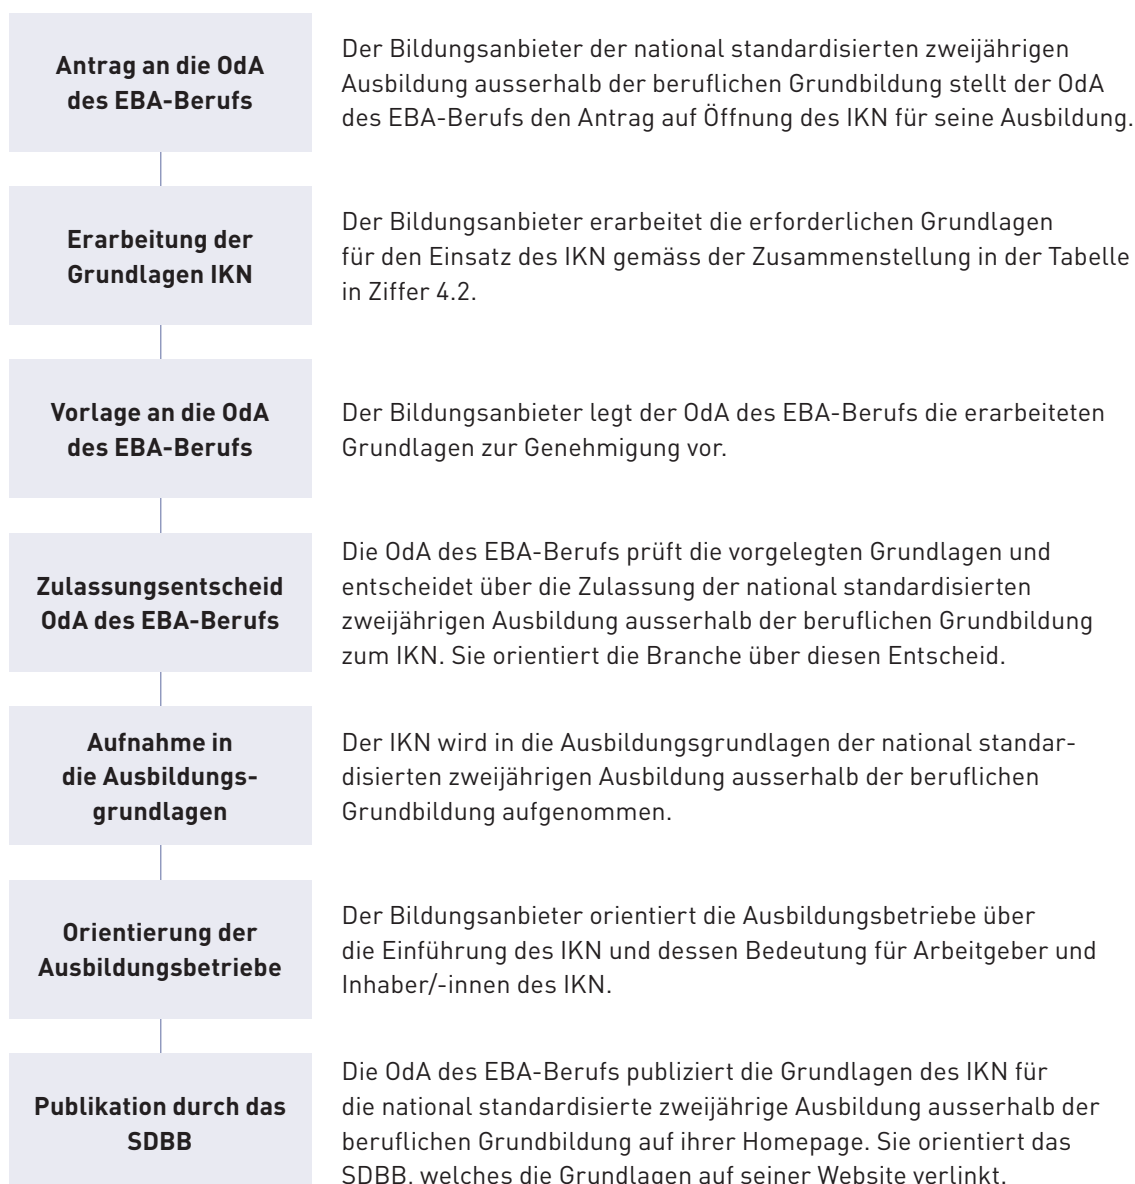 Antrag an die OdA
des EBA-Berufs
Der Bildungsanbieter der national standardisierten zweijährigen
Ausbildung ausserhalb der beruflichen Grundbildung stellt der OdA
des EBA-Berufs den Antrag auf Öffnung des IKN für seine Ausbildung.
Erarbeitung der
Grundlagen IKN
Der Bildungsanbieter erarbeitet die erforderlichen Grundlagen
für den Einsatz des IKN gemäss der Zusammenstellung in der Tabelle
in Ziffer 4.2.
Vorlage an die OdA
des EBA-Berufs
Der Bildungsanbieter legt der OdA des EBA-Berufs die erarbeiteten
Grundlagen zur Genehmigung vor.
Zulassungsentscheid
OdA des EBA-Berufs
Die OdA des EBA-Berufs prüft die vorgelegten Grundlagen und
entscheidet über die Zulassung der national standardisierten
zweijährigen Ausbildung ausserhalb der beruflichen Grundbildung
zum IKN. Sie orientiert die Branche über diesen Entscheid.
Aufnahme in
die Ausbildungs-
grundlagen
Der IKN wird in die Ausbildungsgrundlagen der national standar-
disierten zweijährigen Ausbildung ausserhalb der beruflichen
Grundbildung aufgenommen.
Orientierung der
Ausbildungsbetriebe
Der Bildungsanbieter orientiert die Ausbildungsbetriebe über
die Einführung des IKN und dessen Bedeutung für Arbeitgeber und
Inhaber/-innen des IKN.
Publikation durch das
SDBB
Die OdA des EBA-Berufs publiziert die Grundlagen des IKN für
die national standardisierte zweijährige Ausbildung ausserhalb der
beruflichen Grundbildung auf ihrer Homepage. Sie orientiert das
SDBB, welches die Grundlagen auf seiner Website verlinkt.